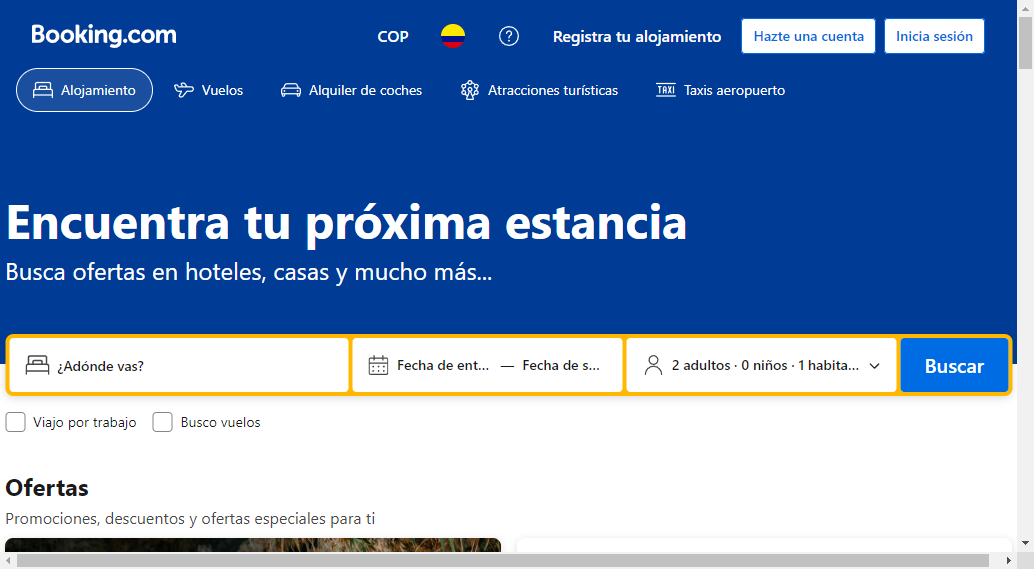 Booking.com
COP
Registra tu alojamiento
Hazte una cuenta
Inicia sesión
Alojamiento
Vuelos
Alquiler de coches
Atracciones turísticas
TAXI
Taxis aeropuerto
Encuentra tu próxima estancia
Busca ofertas en hoteles, casas y mucho más...
¿Adónde vas?
Fecha de ent... — Fecha de s...
2 adultos · 0 niños · 1 habita...
Buscar
Viajo por trabajo
Busco vuelos
Ofertas
Promociones, descuentos y ofertas especiales para ti